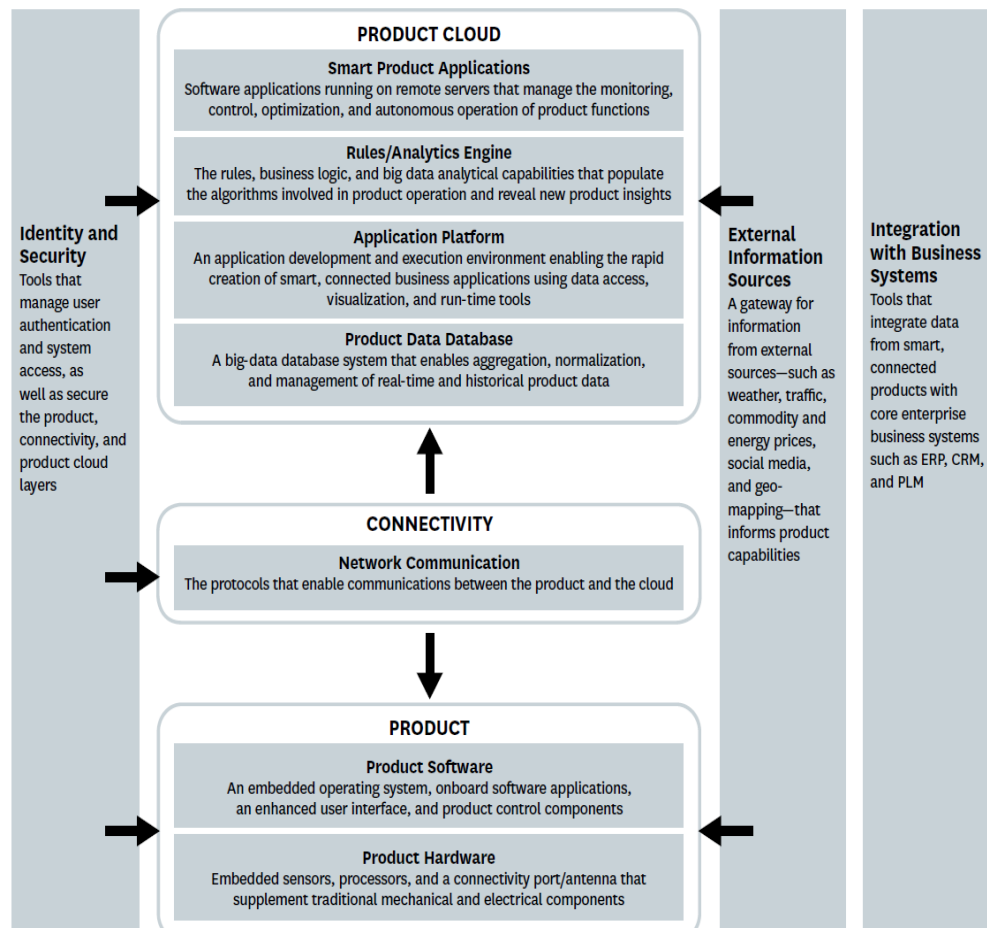 PRODUCT CLOUD
Smart Product Applications
Software applications running on remote servers that manage the monitoring,
control, optimization, and autonomous operation of product functions
Rules/Analytics Engine
The rules, business logic, and big data analytical capabilities that populate
the algorithms involved in product operation and reveal new product insights
Application Platform
An application development and execution environment enabling the rapid
creation of smart, connected business applications using data access,
visualization, and run-time tools
Product Data Database
A big-data database system that enables aggregation, normalization,
and management of real-time and historical product data
CONNECTIVITY
Network Communication
The protocols that enable communications between the product and the cloud
PRODUCT
Product Software
An embedded operating system, onboard software applications,
an enhanced user interface, and product control components
Product Hardware
Embedded sensors, processors, and a connectivity port/antenna that
supplement traditional mechanical and electrical components
Identity and
Security
Tools that
manage user
authentication
and system
access, as
well as secure
the product,
connectivity, and
product cloud
layers
External
Information
Sources
A gateway for
information
from external
sources—such as
weather, traffic,
commodity and
energy prices,
social media,
and geo-
mapping—that
informs product
capabilities
Integration
with Business
Systems
Tools that
integrate data
from smart,
connected
products with
core enterprise
business systems
such as ERP, CRM,
and PLM